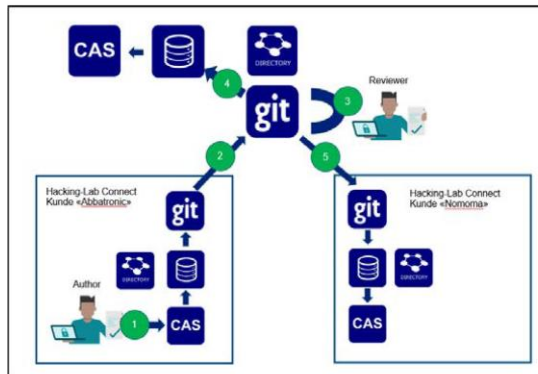 CAS
DIRECTORY
Reviewer
4
3
git
2
5
Hacking-Lab Connect
Kunde «Abbatronic»
git
DIRECTORY
Author
1
CAS
Hacking-Lab Connect
Kunde «Nomoma»
git
DIRECTORY
CAS